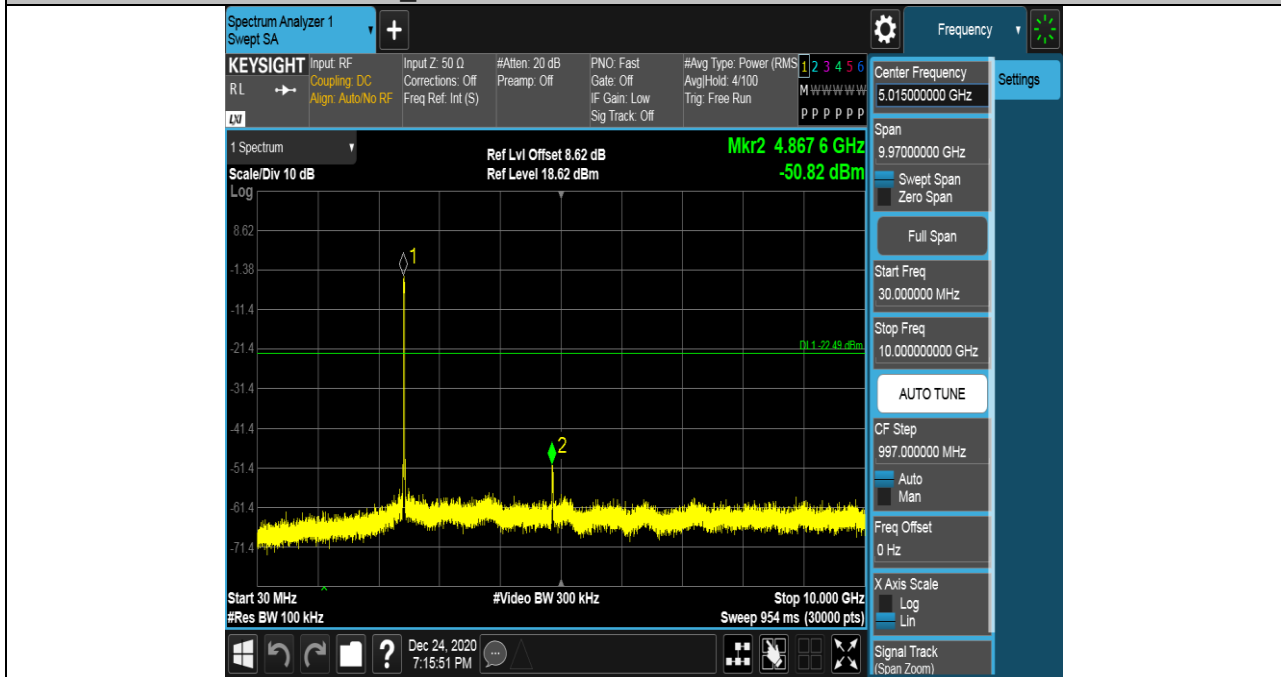 Spectrum Analyzer 1
Swept SA
+
Frequency
KEYSIGHT
RL
LXI
Input: RF
Coupling: DC
Align: Auto/No RF
Input Z: 50 Ω
Corrections: Off
Freq Ref: Int (S)
#Atten: 20 dB
Preamp: Off
PNO: Fast
Gate: Off
IF Gain: Low
Sig Track: Off
#Avg Type: Power (RMS
Avg|Hold: 4/100
Trig: Free Run
1 2 3 4 5 6
M W W W W W
P P P P P P
1 Spectrum
Scale/Div 10 dB
Log
Ref Lvl Offset 8.62 dB
Ref Level 18.62 dBm
Mkr2 4.867 6 GHz
-50.82 dBm
8.62
-1.38
-11.4
-21.4
-31.4
-41.4
-51.4
-61.4
-71.4
1
DL1 -22.49 dBm
2
Start 30 MHz
#Res BW 100 kHz
#Video BW 300 kHz
Stop 10.000 GHz
Sweep 954 ms (30000 pts)
?
Dec 24, 2020
7:15:51 PM
Center Frequency
5.015000000 GHz
Span
9.97000000 GHz
Swept Span
Zero Span
Full Span
Start Freq
30.000000 MHz
Stop Freq
10.000000000 GHz
AUTO TUNE
CF Step
997.000000 MHz
Auto
Man
Freq Offset
0 Hz
X Axis Scale
Log
Lin
Signal Track
(Span Zoom)
Settings